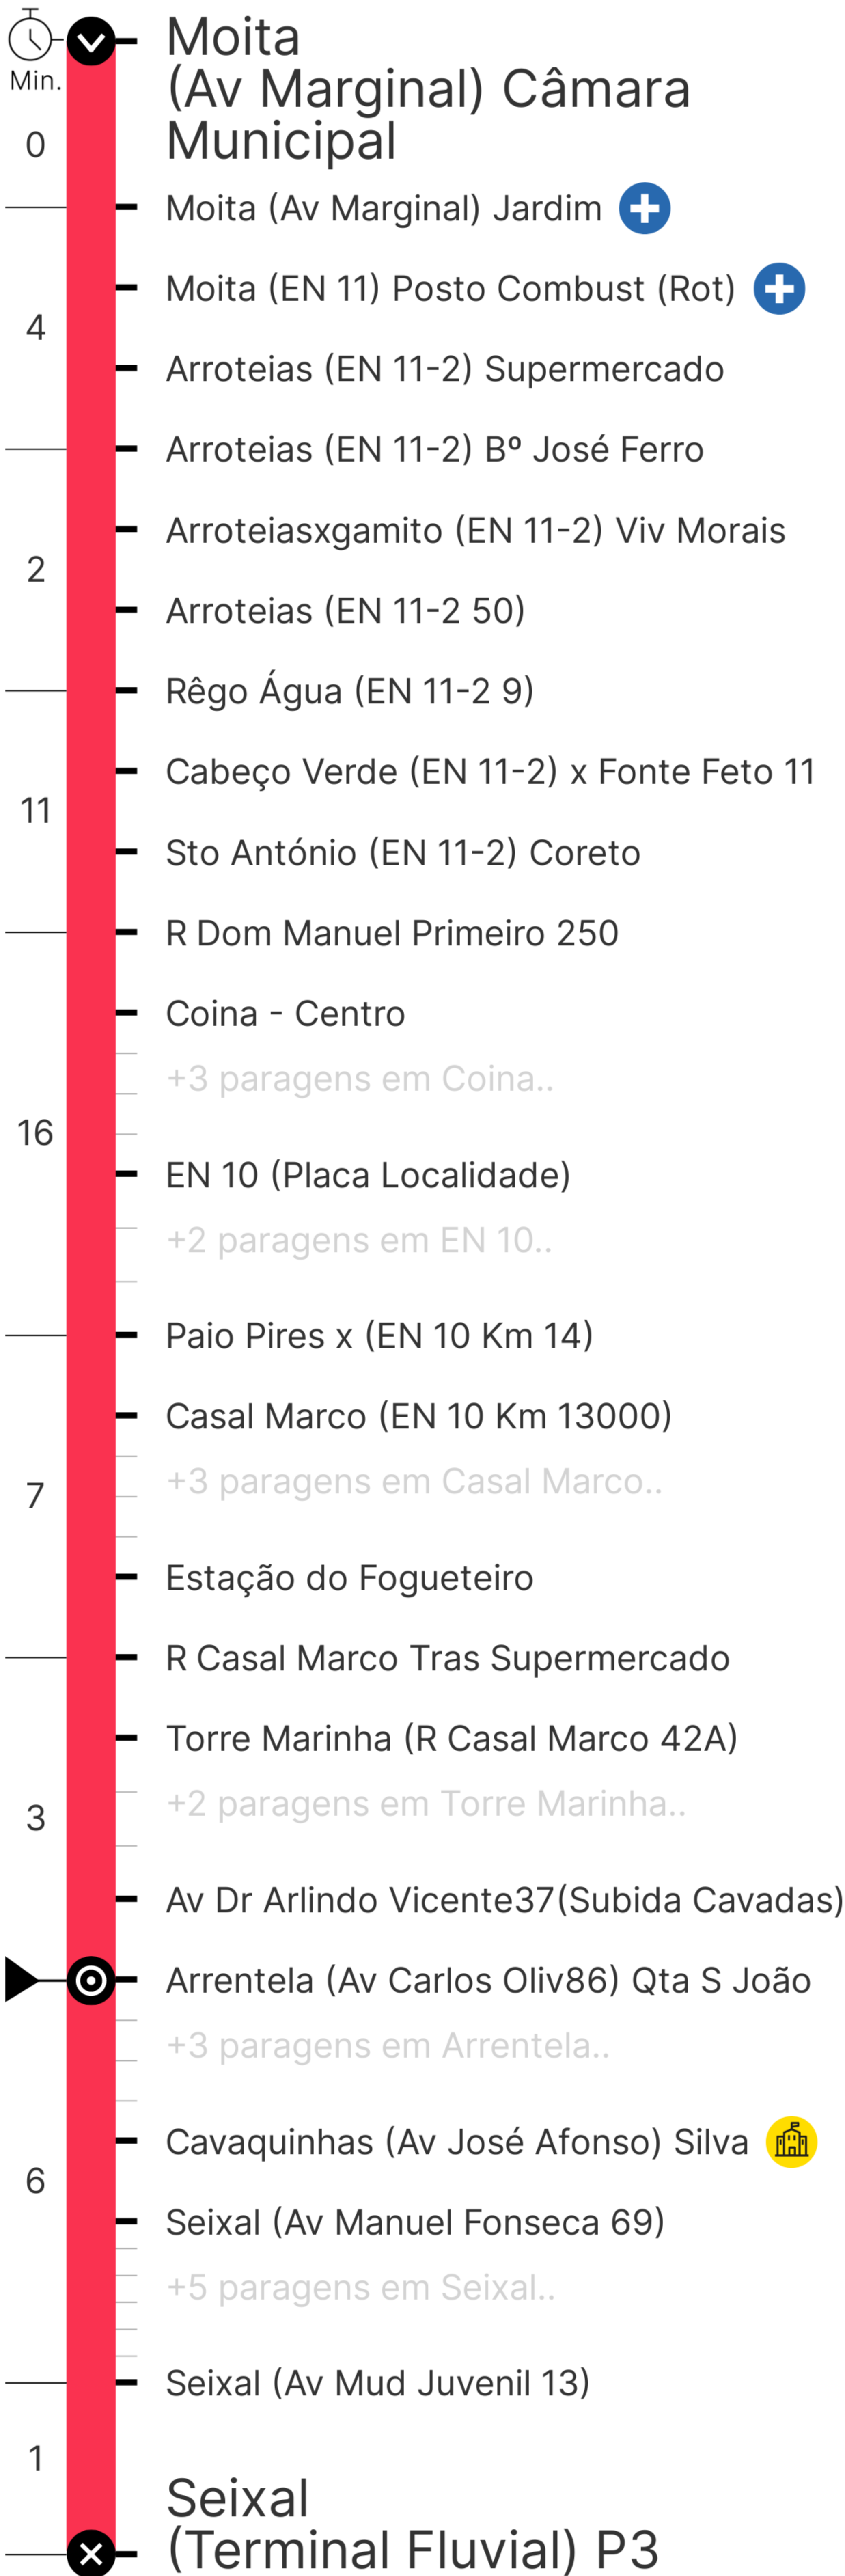 Moita
(Av Marginal) Câmara
Min.
Municipal
0
Moita (Av Marginal) Jardim
Moita (EN 11) Posto Combust (Rot)
4
Arroteias (EN 11-2) Supermercado
Arroteias (EN 11-2) Bº José Ferro
Arroteiasxgamito (EN 11-2) Viv Morais
2
Arroteias (EN 11-2 50)
Rêgo Água (EN 11-2 9)
Cabeço Verde (EN 11-2) x Fonte Feto 11
11
Sto António (EN 11-2) Coreto
R Dom Manuel Primeiro 250
Coina - Centro
+3 paragens em Coina..
16
EN 10 (Placa Localidade)
+2 paragens em EN 10..
Paio Pires x (EN 10 Km 14)
Casal Marco (EN 10 Km 13000)
+3 paragens em Casal Marco..
7
Estação do Fogueteiro
R Casal Marco Tras Supermercado
Torre Marinha (R Casal Marco 42A)
+2 paragens em Torre Marinha..
3
Av Dr Arlindo Vicente37(Subida Cavadas)
Arrentela (Av Carlos Oliv86) Qta S João
+3 paragens em Arrentela..
Cavaquinhas (Av José Afonso) Silva
6
Seixal (Av Manuel Fonseca 69)
+5 paragens em Seixal..
Seixal (Av Mud Juvenil 13)
1
Seixal
(Terminal Fluvial) P3